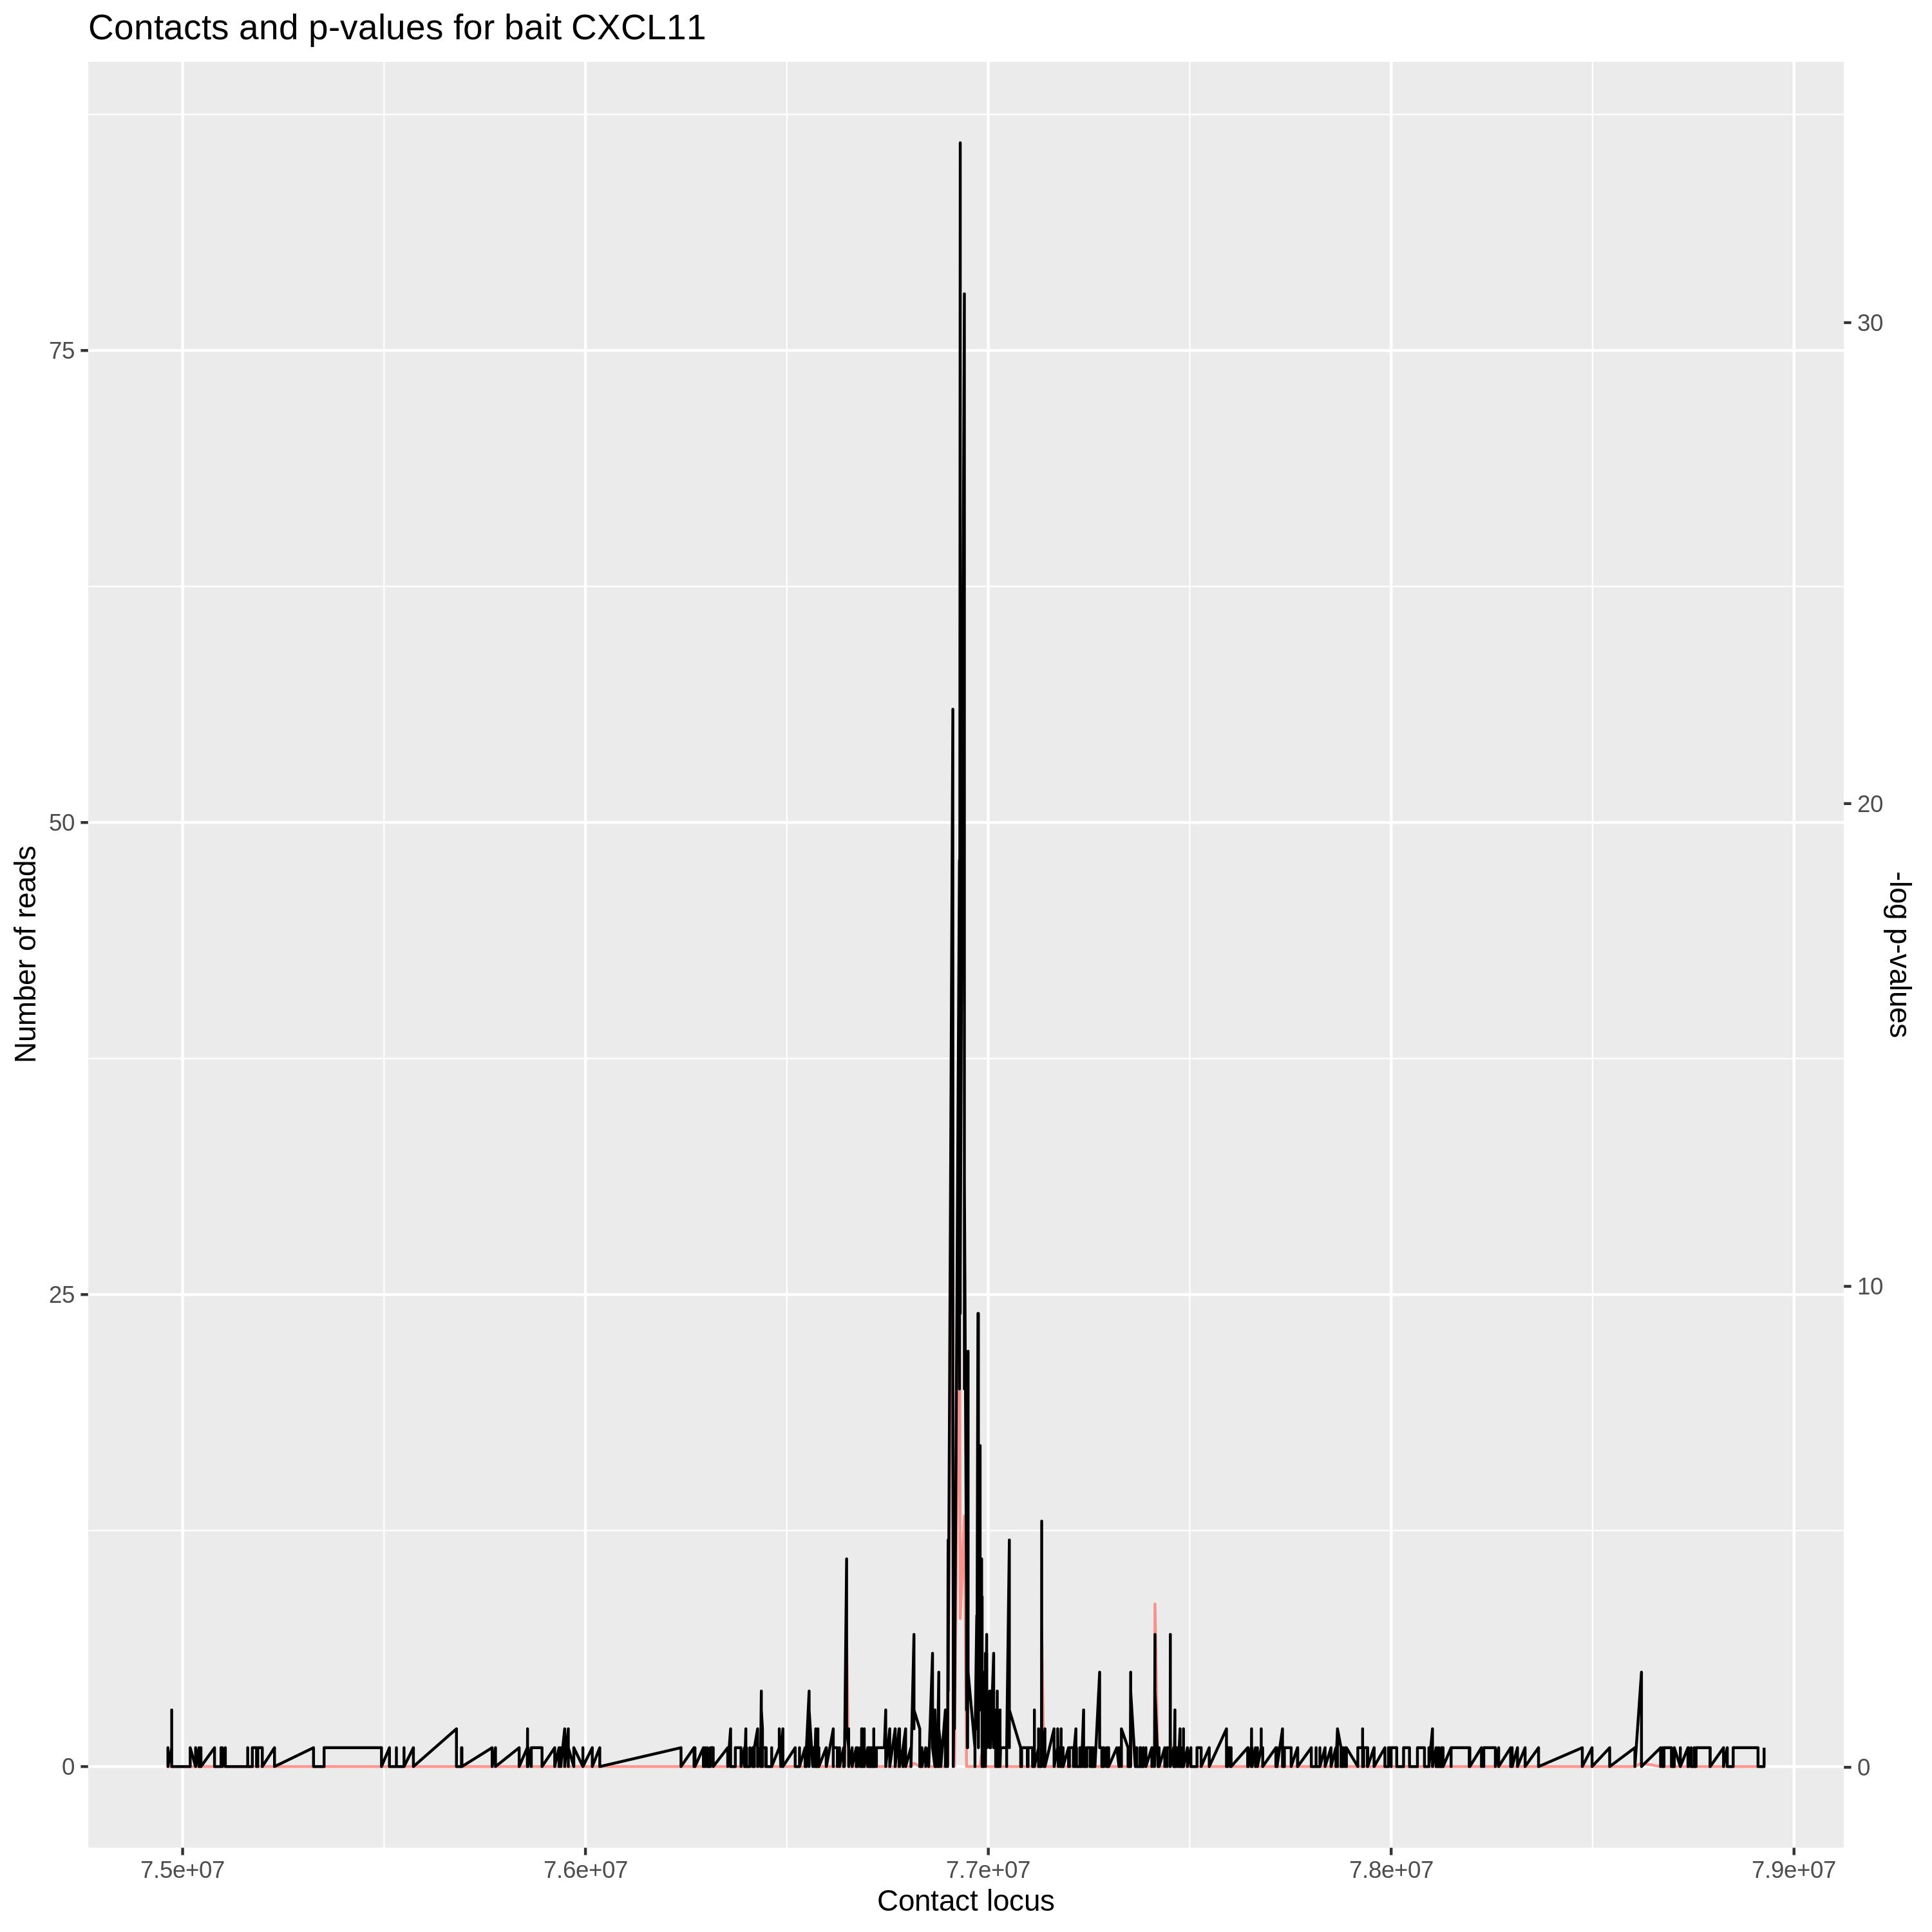 Contacts and p-values for bait CXCL11
Number of reads
75
50
25
0
30
20
10
0
-log p-values
7.5e+07
7.6e+07
7.7e+07
7.8e+07
7.9e+07
Contact locus